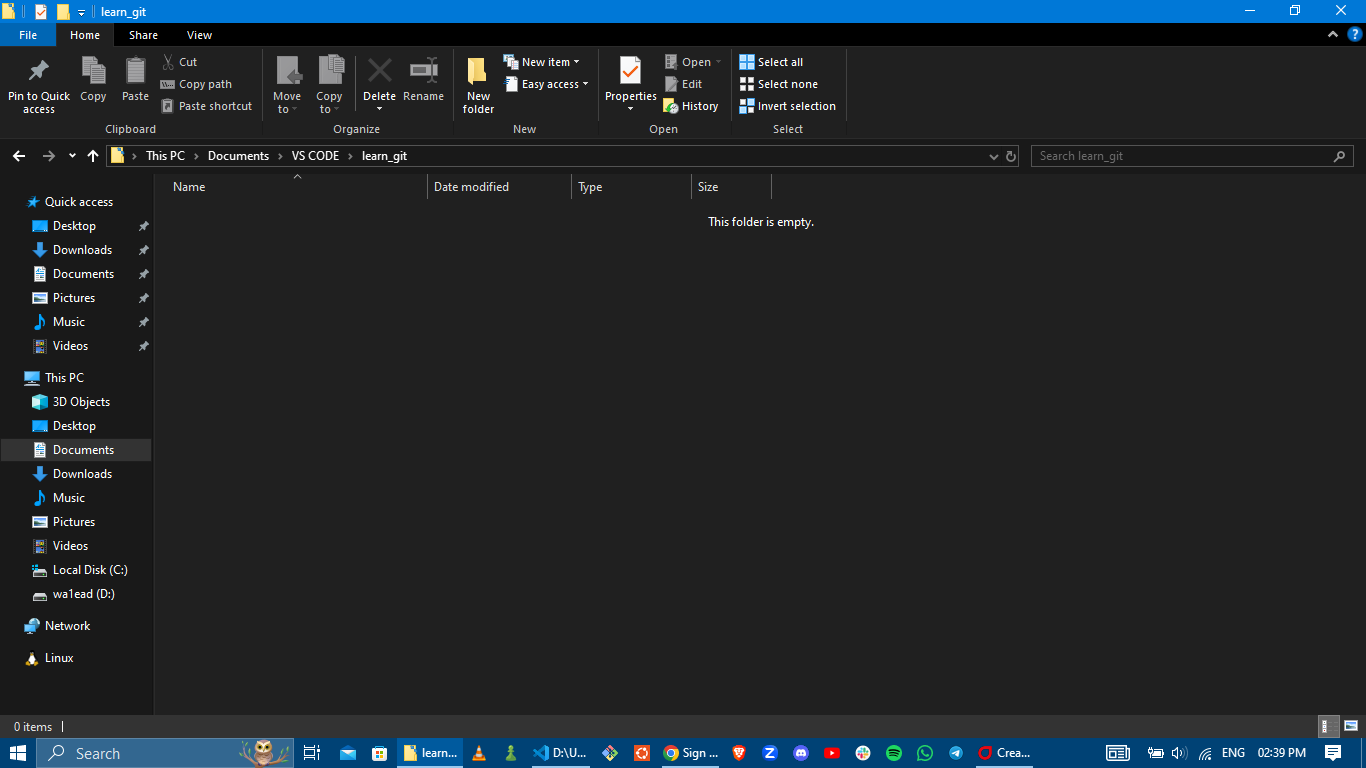 learn_git
File Home Share View
Pin to Quick access
Copy
Paste
Cut
Copy path
Paste shortcut
Clipboard
Move to
Copy to
Delete
Rename
Organize
New folder
New item
Easy access
New
Properties
Open
Edit
History
Open
Select all
Select none
Invert selection
Select
This PC > Documents > VS CODE > learn_git
Search learn_git
Name Date modified Type Size
This folder is empty.
Quick access
Desktop
Downloads
Documents
Pictures
Music
Videos
This PC
3D Objects
Desktop
Documents
Downloads
Music
Pictures
Videos
Local Disk (C:)
wa1ead (D:)
Network
Linux
0 items
Search
learn...
D:\U...
Sign ...
Crea...
ENG
02:39 PM